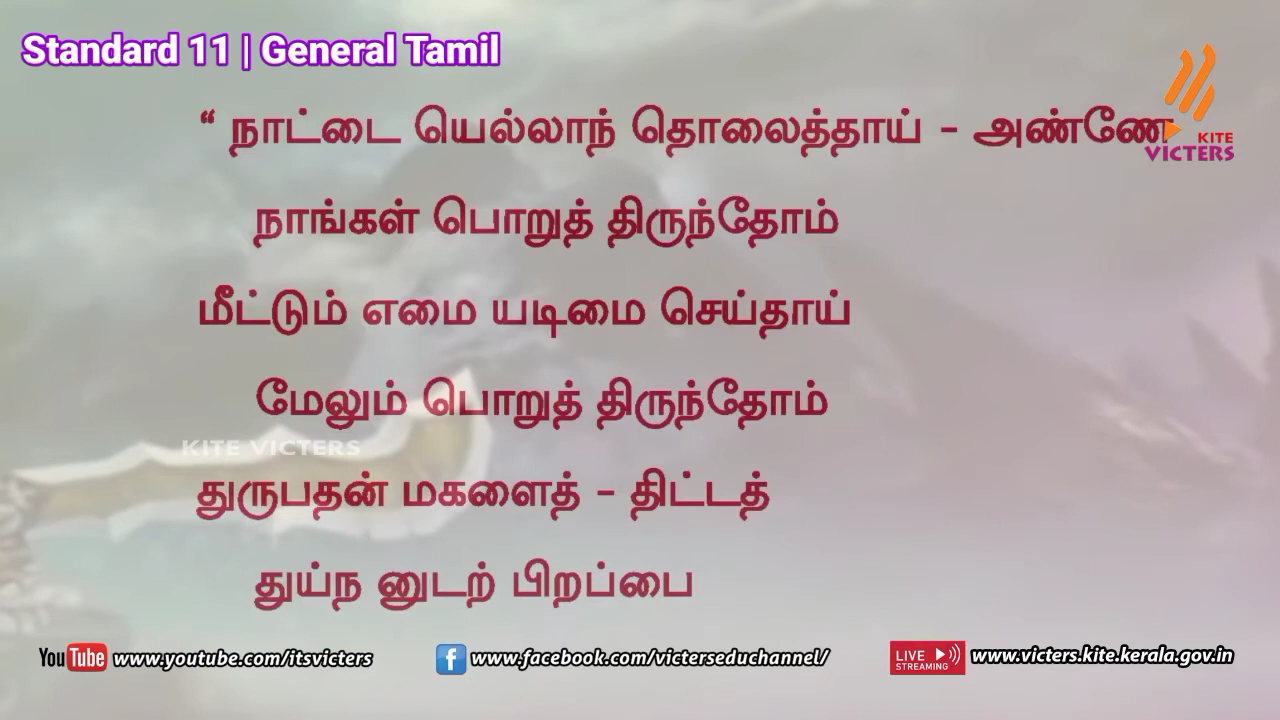 Standard 11 | General Tamil
“ நாட்டை யெல்லாந் தொலைத்தாய் - அண்ணே
KITE
VICTERS
நாங்கள் பொறுத் திருந்தோம்
மீட்டும் எமை யடிமை செய்தாய்
மேலும் பொறுத் திருந்தோம்
KITE VICTERS
துருபதன் மகளைத் - திட்டத்
துய்ந னுடற் பிறப்பை
YouTube www.youtube.com/itsvicters
f www.facebook.com/victerseduchannel/
LIVE STREAMING www.victers.kite.kerala.gov.in